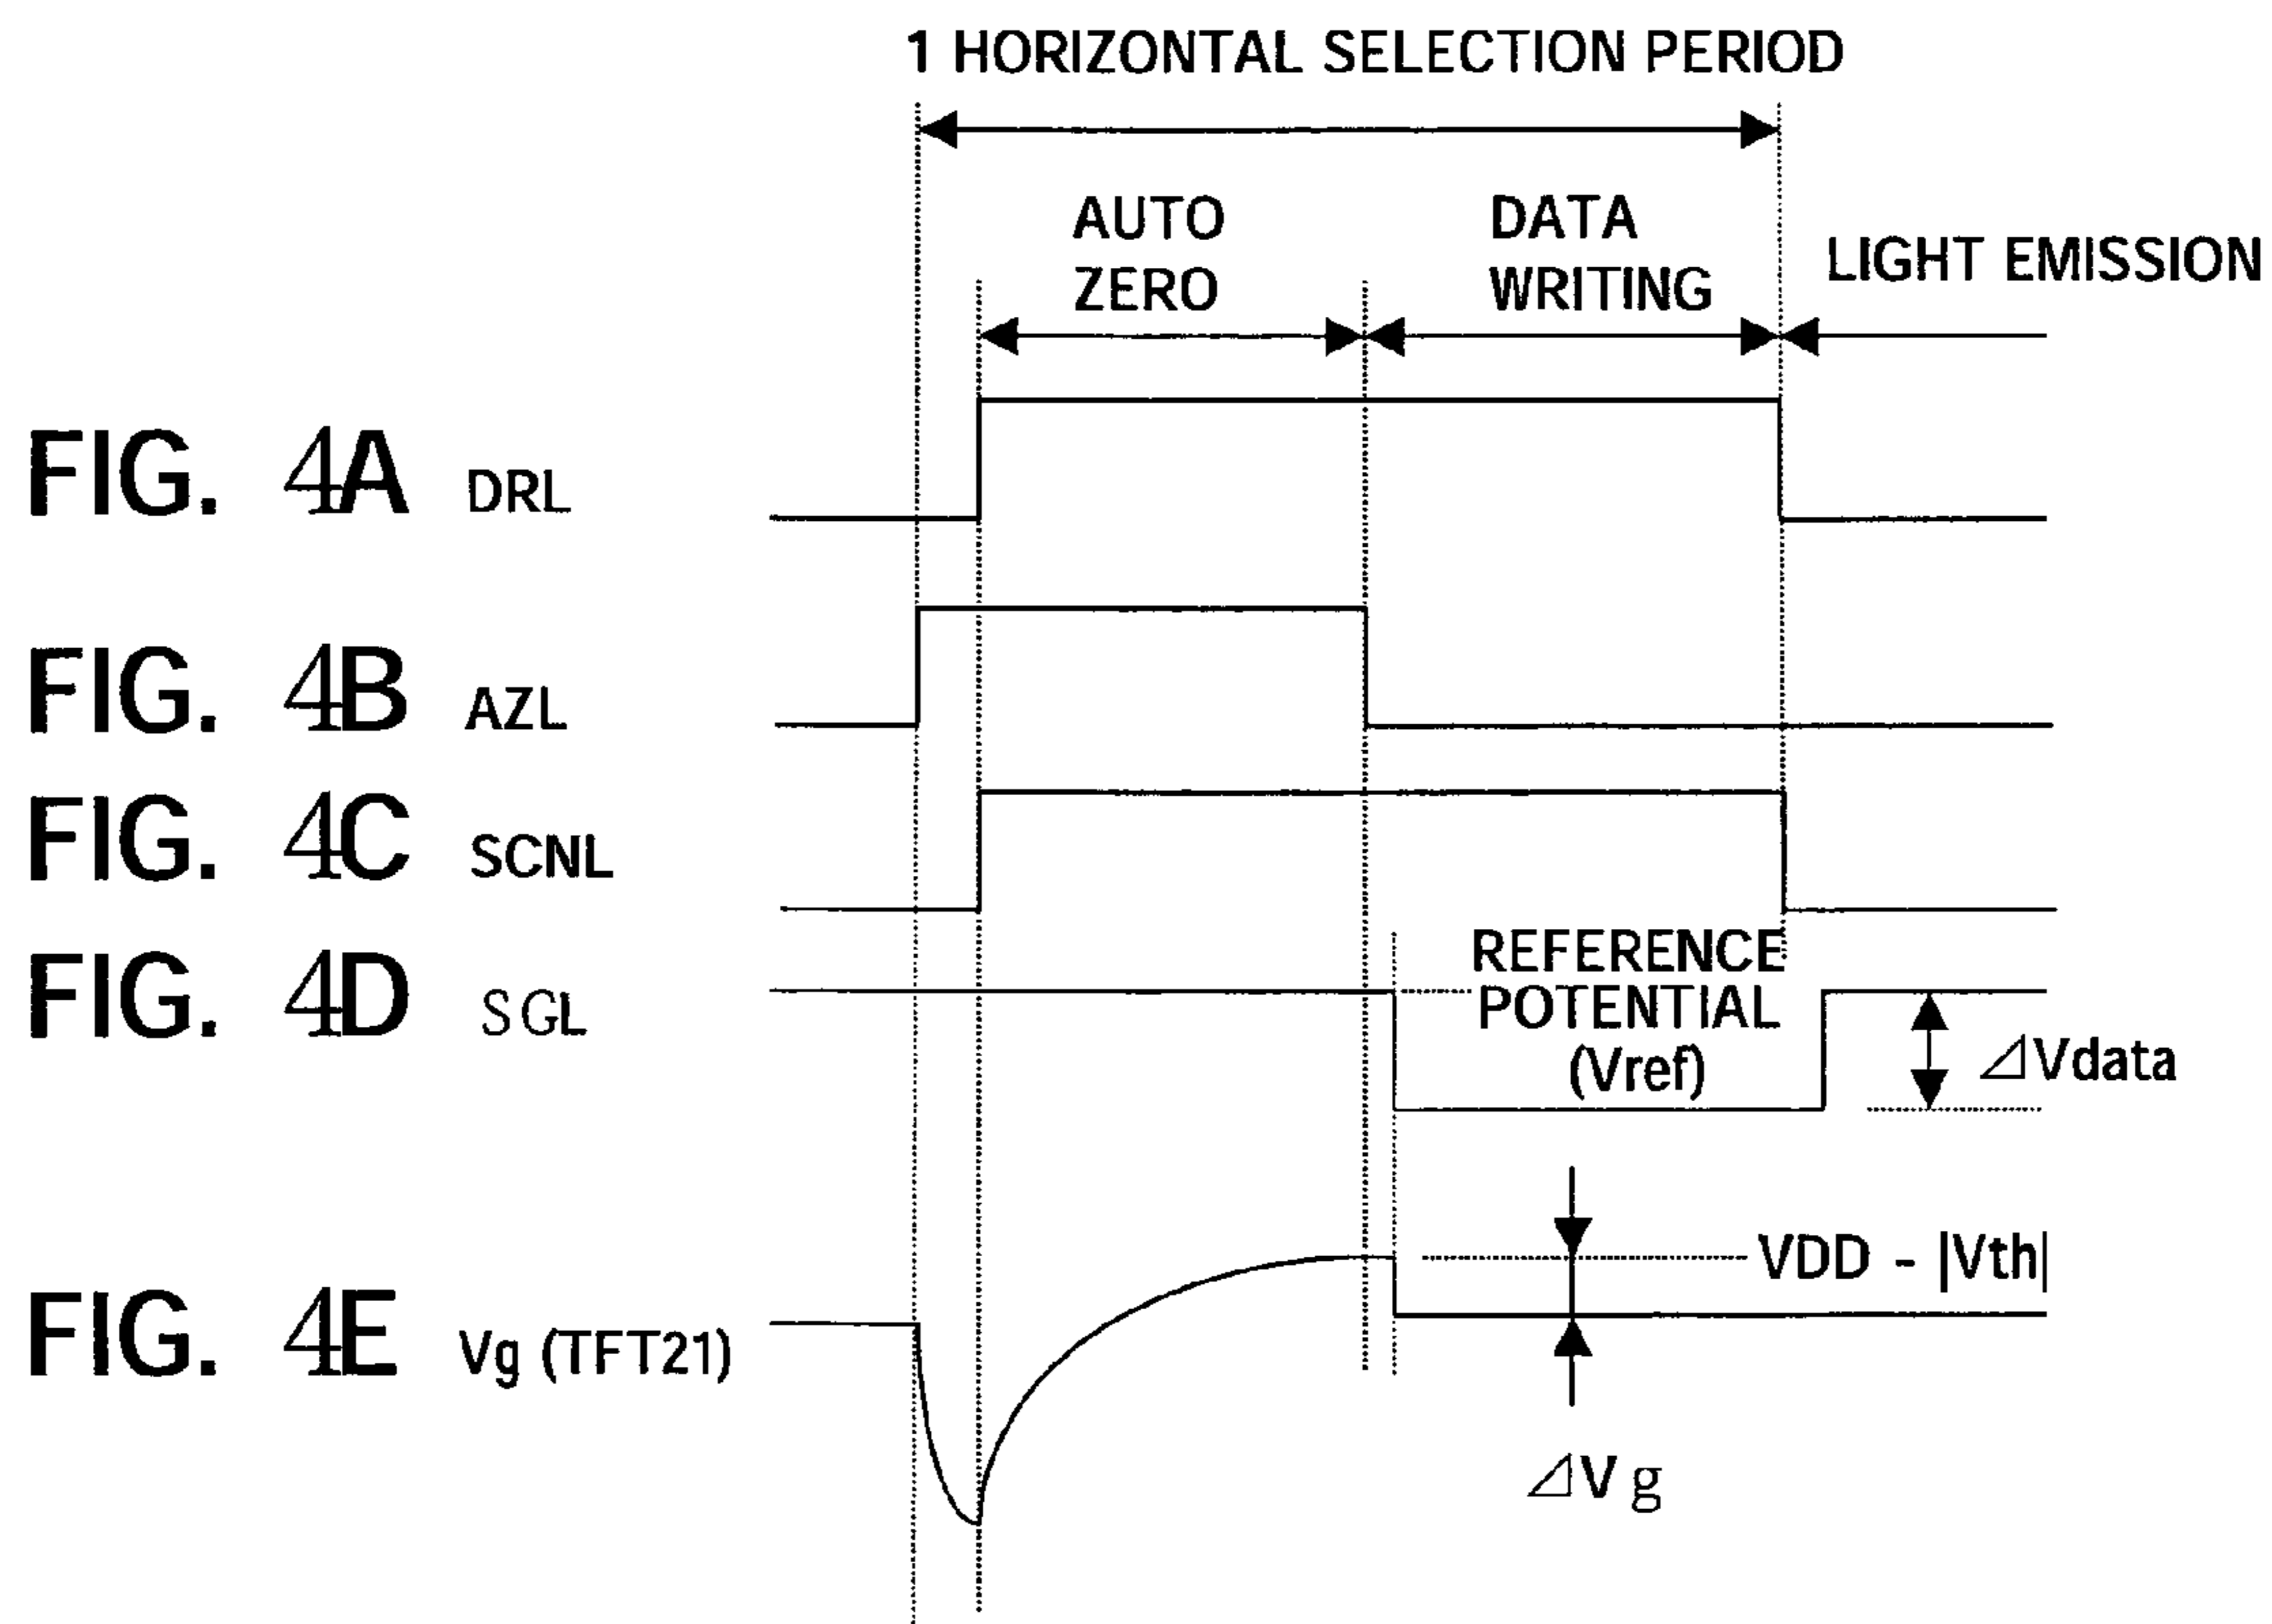 1 HORIZONTAL SELECTION PERIOD
AUTO
ZERO
DATA
WRITING
LIGHT EMISSION
FIG. 4A DRL
FIG. 4B AZL
FIG. 4C SCNL
FIG. 4D SGL
REFERENCE
POTENTIAL
(Vref)
⊿Vdata
FIG. 4E Vg (TFT21)
VDD - |Vth|
⊿Vg